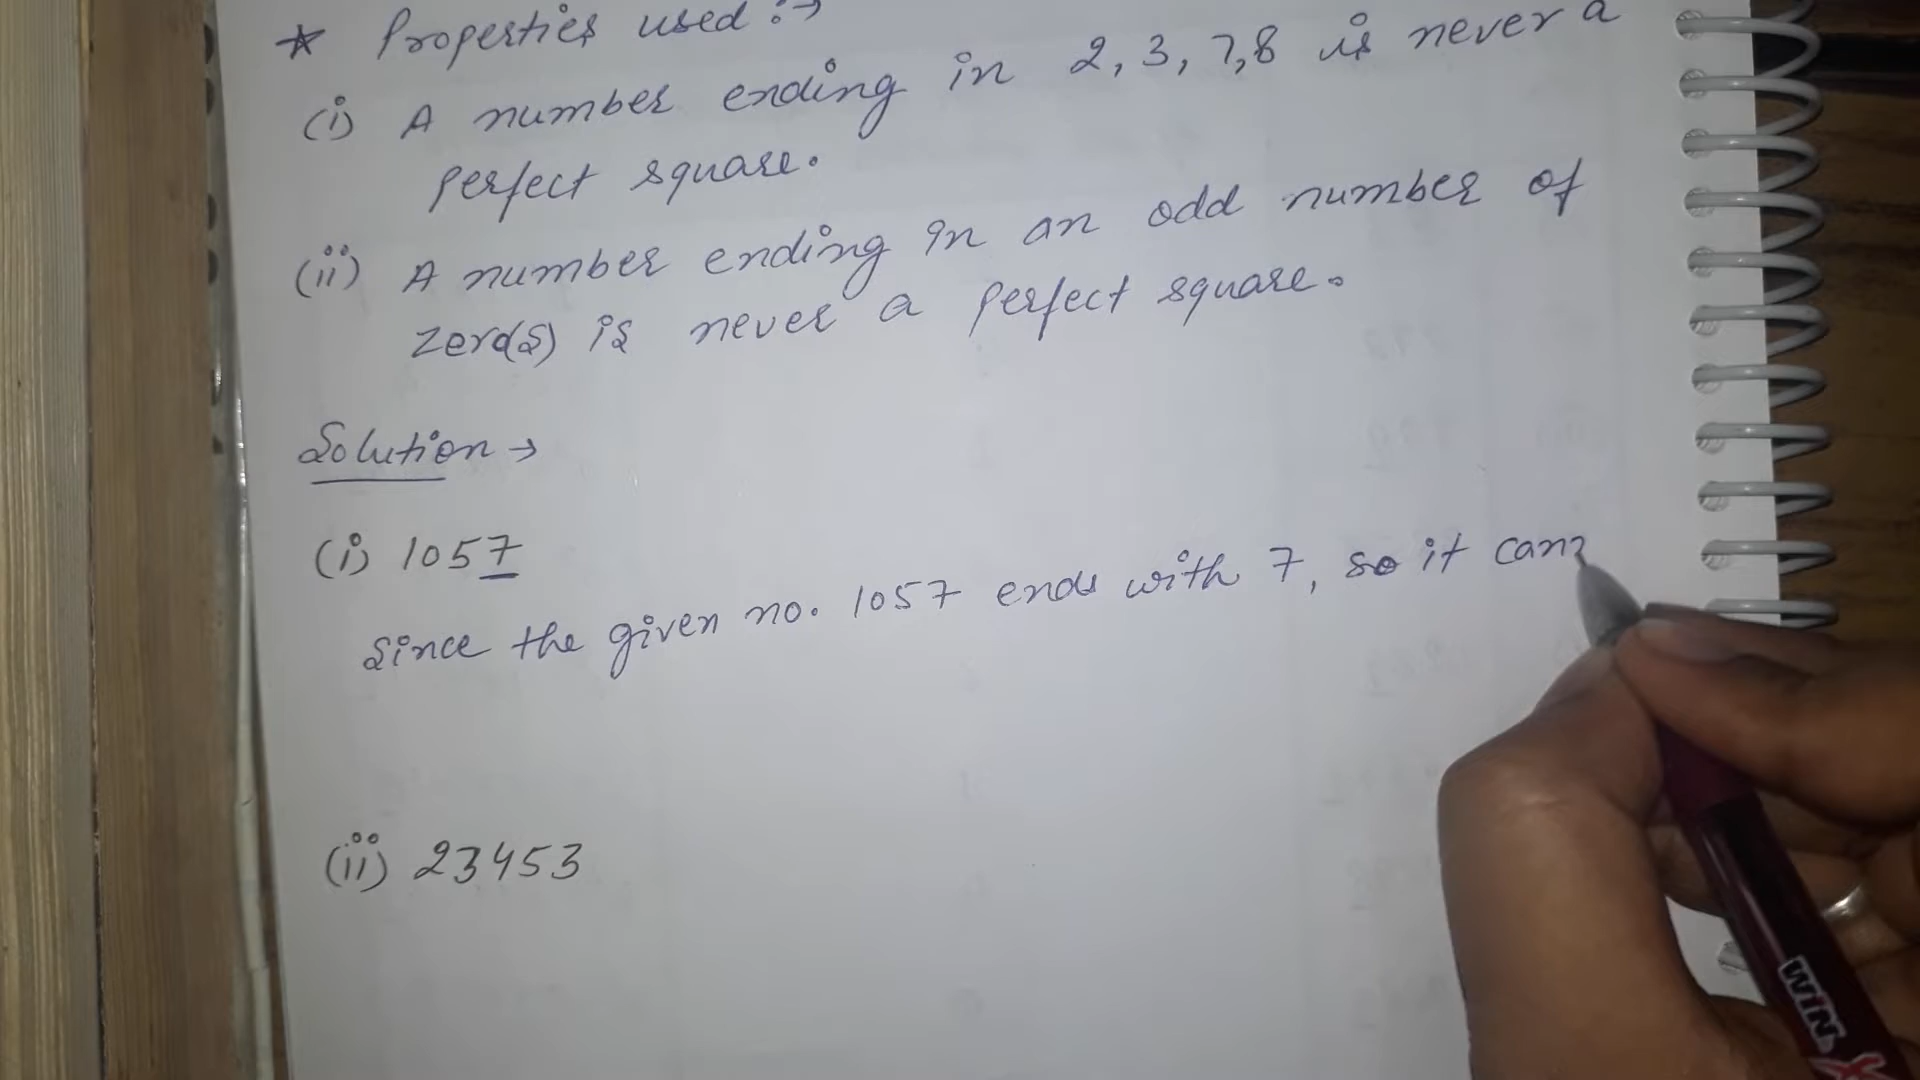 * Properties used :→
(i) A number ending in 2, 3, 7, 8 is never a
perfect square.
(ii) A number ending in an odd number of
zero(s) is never a perfect square.
Solution →
(i) 1057
Since the given no. 1057 ends with 7, so it can
(ii) 23453
WIN